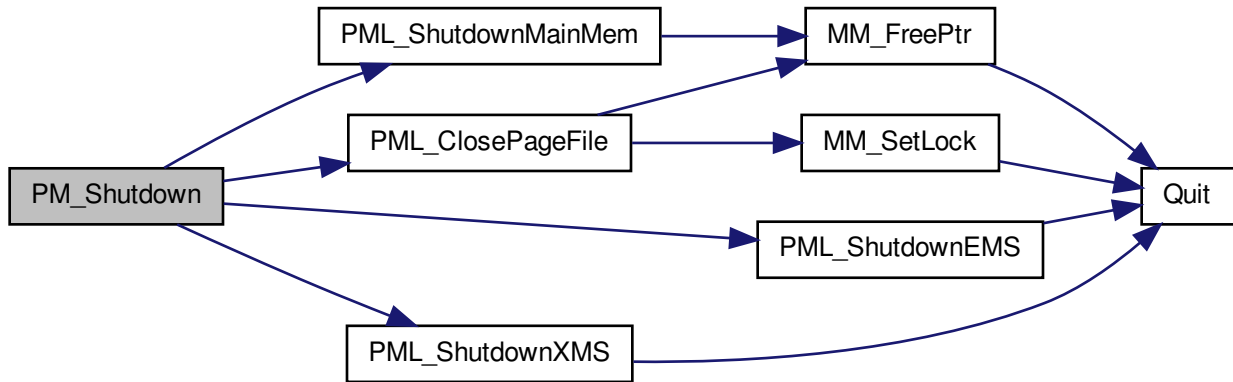 PML_ShutdownMainMem
MM_FreePtr
PML_ClosePageFile
MM_SetLock
PM_Shutdown
Quit
PML_ShutdownEMS
PML_ShutdownXMS